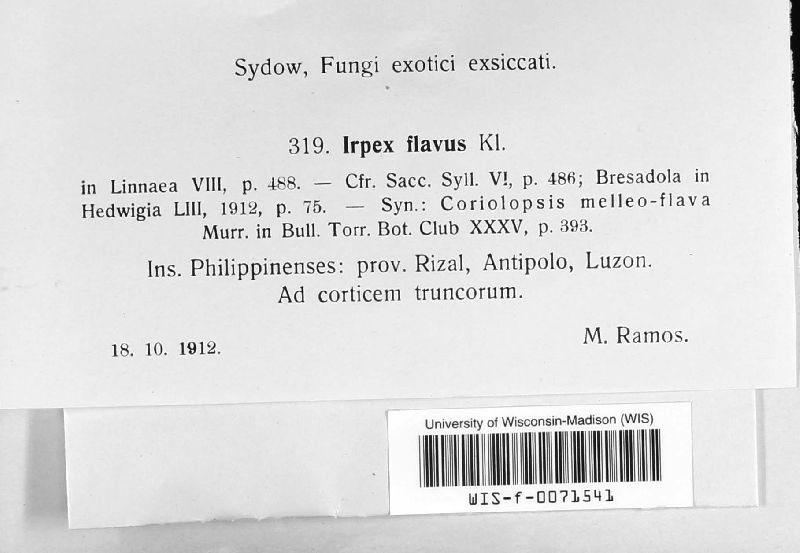 Sydow, Fungi exotici exsiccati.
319. Irpex flavus Kl.
in Linnaea VIII, p. 488. — Cfr. Sacc. Syll. VI, p. 486; Bresadola in
Hedwigia LIII, 1912, p. 75. — Syn.: Coriolopsis melleo-flava
Murr. in Bull. Torr. Bot. Club XXXV, p. 393.
Ins. Philippinenses: prov. Rizal, Antipolo, Luzon.
Ad corticem truncorum.
18. 10. 1912.
M. Ramos.
University of Wisconsin-Madison (WIS)
WIS-f-0071541